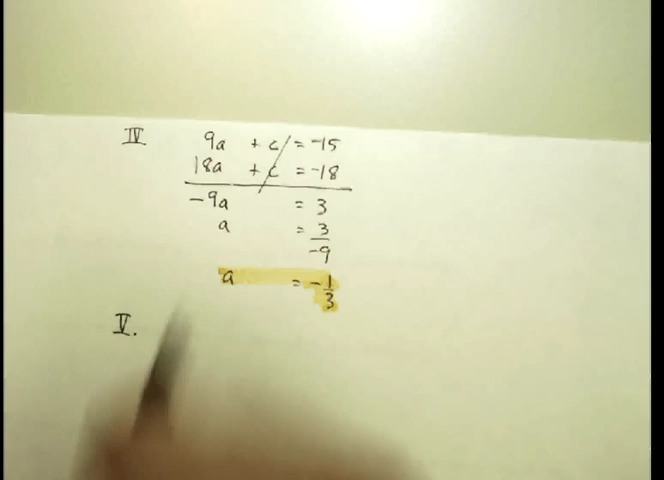 IV 9a + c = -15
18a + c = -18
-9a = 3
a = 3/-9
a = -1/3
V.